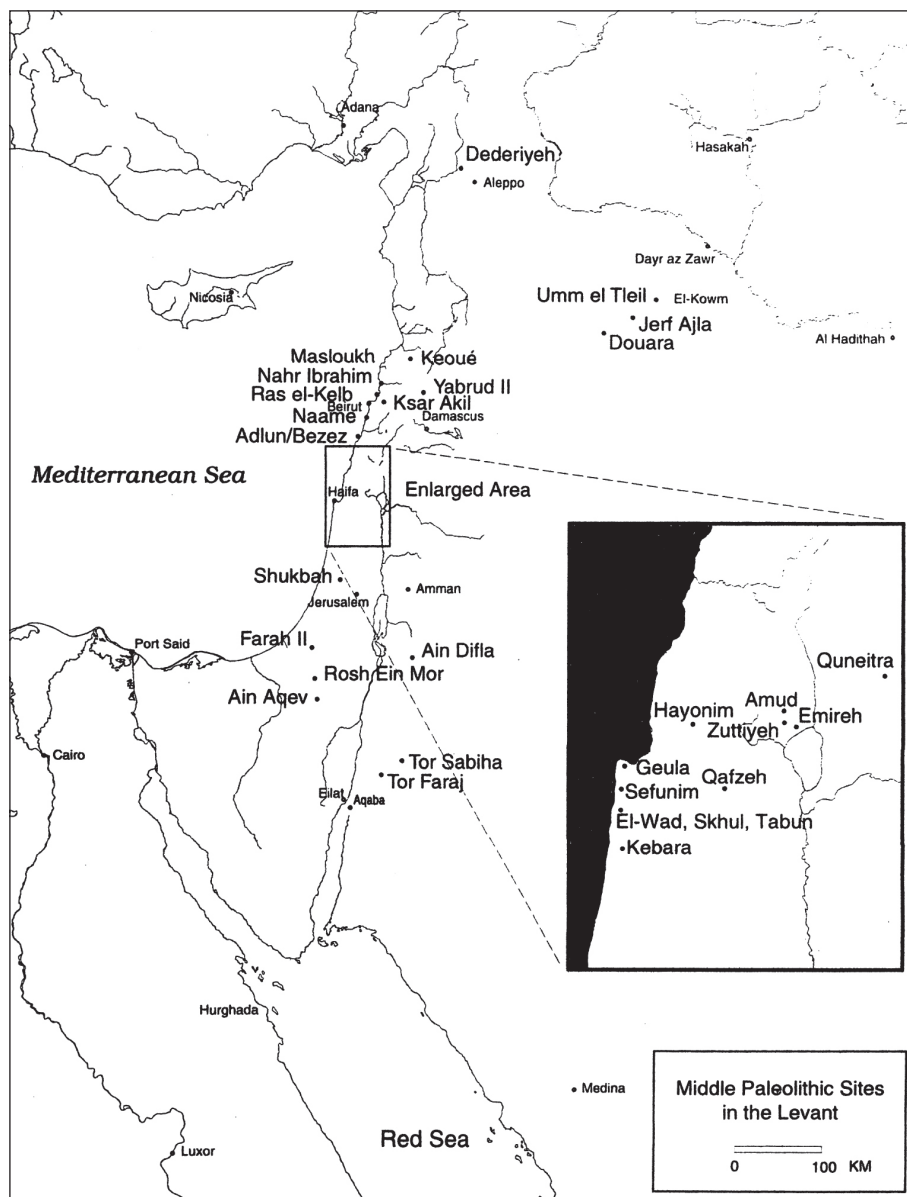 Adana
Hasakah
Dederiyeh
Aleppo
Dayr az Zawr
Nicosia
Umm el Tleil
El-Kowm
Jerf Ajla
Douara
Al Hadithah
Masloukh
Keoué
Nahr Ibrahim
Yabrud II
Ras el-Kelb
Beirut
Ksar Akil
Naame
Damascus
Adlun/Bezez
Mediterranean Sea
Haifa
Enlarged Area
Shukbah
Jerusalem
Amman
Port Said
Farah II
Ain Difla
Rosh Ein Mor
Ain Aqev
Cairo
Tor Sabiha
Tor Faraj
Eilat
Aqaba
Quneitra
Amud
Hayonim
Emireh
Zuttiyeh
Geula
Qafzeh
Sefunim
El-Wad, Skhul, Tabun
Kebara
Hurghada
Medina
Luxor
Red Sea
Middle Paleolithic Sites
in the Levant
0 100 KM